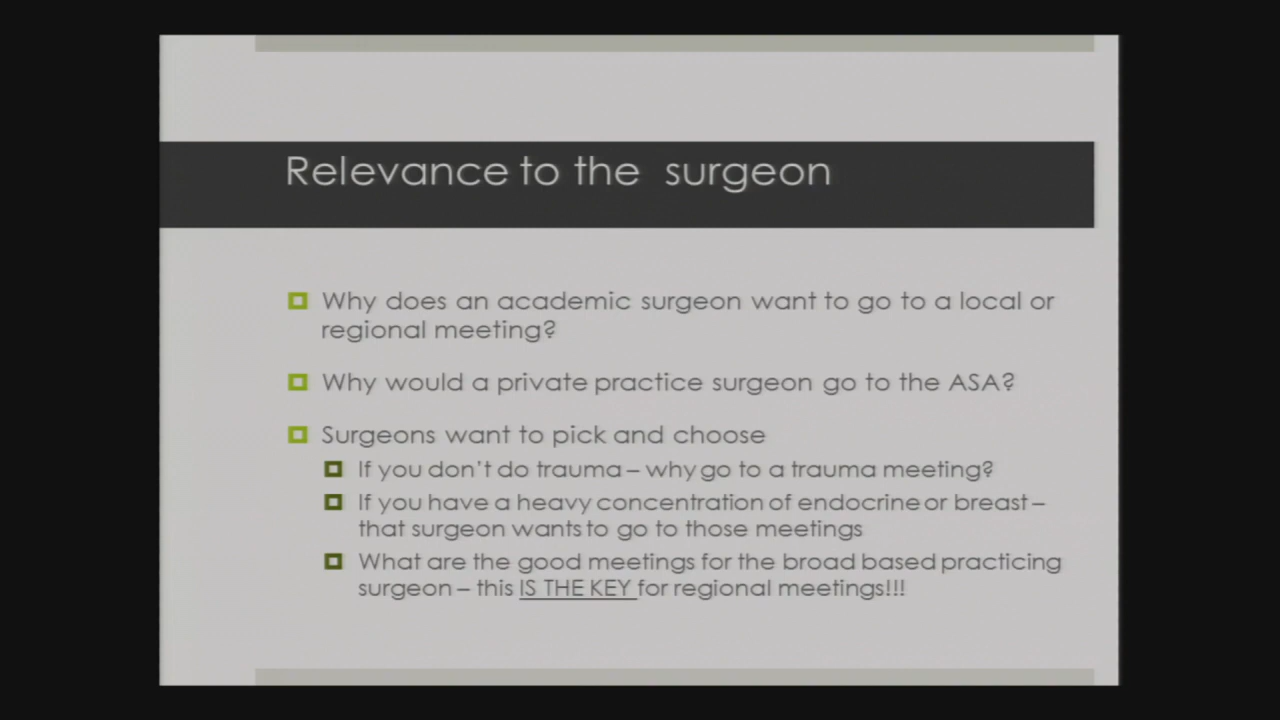 Relevance to the surgeon
Why does an academic surgeon want to go to a local or
regional meeting?
Why would a private practice surgeon go to the ASA?
Surgeons want to pick and choose
If you don't do trauma – why go to a trauma meeting?
If you have a heavy concentration of endocrine or breast –
that surgeon wants to go to those meetings
What are the good meetings for the broad based practicing
surgeon – this IS THE KEY for regional meetings!!!